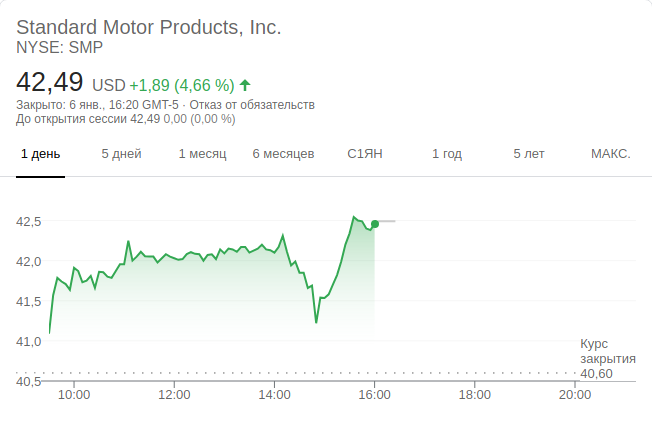 Standard Motor Products, Inc.
NYSE: SMP
42,49 USD +1,89 (4,66 %)
Закрыто: 6 янв., 16:20 GMT-5 · Отказ от обязательств
До открытия сессии 42,49 0,00 (0,00 %)
1 день 5 дней 1 месяц 6 месяцев С1ЯН 1 год 5 лет МАКС.
42,5
42,0
41,5
41,0
Курс
закрытия
40,60
40,5
10:00 12:00 14:00 16:00 18:00 20:00